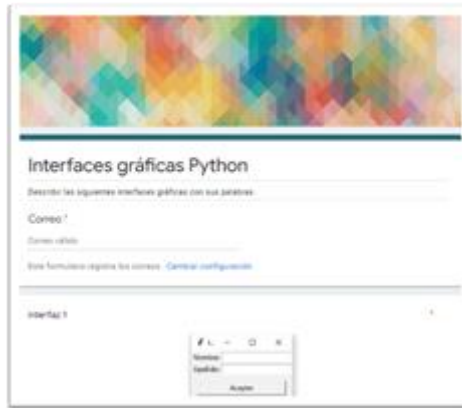 Interfaces gráficas Python
Describir las siguientes interfaces gráficas con sus palabras
Correo *
Correo válido
Este formulario registra los correos. Cambiar configuración
Interfaz 1
Nombre:
Apellido:
Aceptar